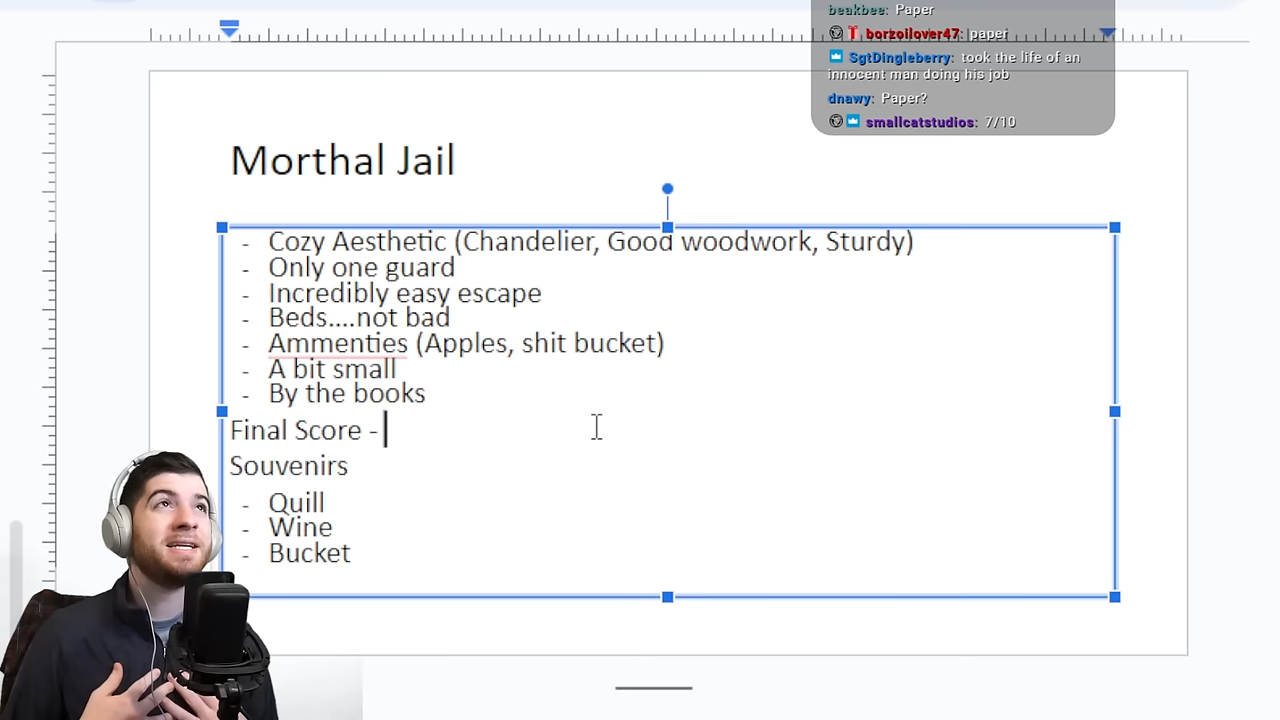 beakbee: Paper
borzoilover47: |paper
SgtDingleberry: took the life of an
innocent man doing his job
dnawy: Paper?
smallcatstudios: 7/10
Morthal Jail
- Cozy Aesthetic (Chandelier, Good woodwork, Sturdy)
- Only one guard
- Incredibly easy escape
- Beds....not bad
- Ammenties (Apples, shit bucket)
- A bit small
- By the books
Final Score -
Souvenirs
- Quill
- Wine
- Bucket